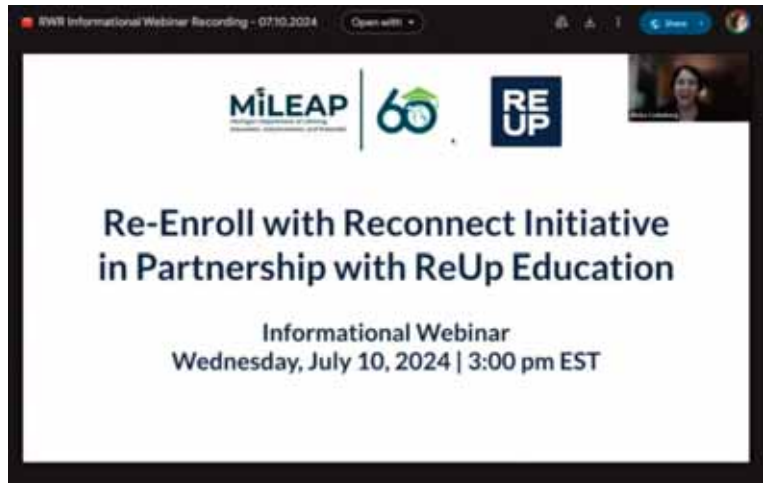 RWR Informational Webinar Recording - 07.10.2024
Open with
Share
MiLEAP
60
RE
UP
Re-Enroll with Reconnect Initiative
in Partnership with ReUp Education
Informational Webinar
Wednesday, July 10, 2024 | 3:00 pm EST